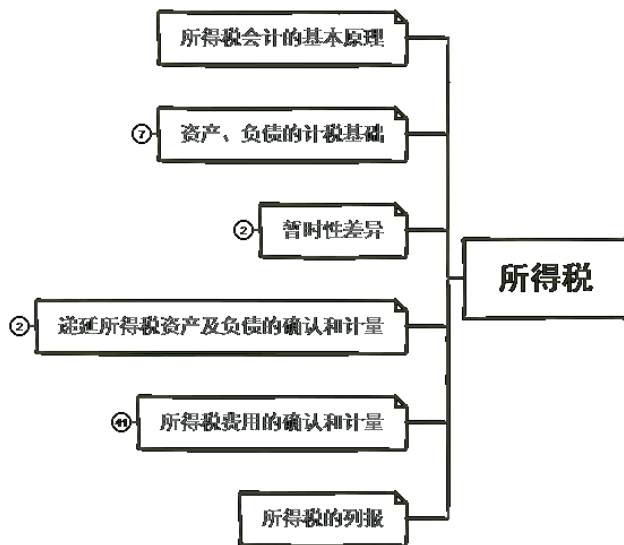 所得税会计的基本原理
⑦ 资产、负债的计税基础
② 暂时性差异
所得税
② 递延所得税资产及负债的确认和计量
㊶ 所得税费用的确认和计量
所得税的列报